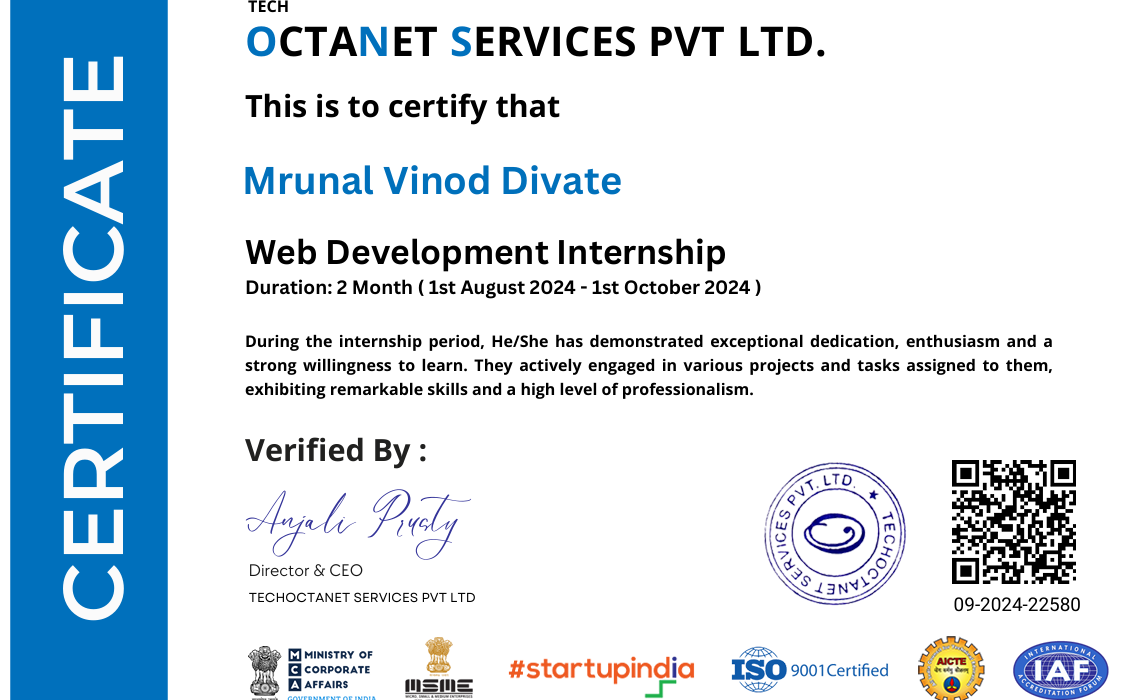 TECH
OCTANET SERVICES PVT LTD.
This is to certify that
Mrunal Vinod Divate
Web Development Internship
Duration: 2 Month ( 1st August 2024 - 1st October 2024 )
During the internship period, He/She has demonstrated exceptional dedication, enthusiasm and a
strong willingness to learn. They actively engaged in various projects and tasks assigned to them,
exhibiting remarkable skills and a high level of professionalism.
Verified By :
Anjali Prusty
Director & CEO
TECHOCTANET SERVICES PVT LTD
TECHOCTANET SERVICES PVT. LTD. ★
09-2024-22580
CERTIFICATE
MINISTRY OF
CORPORATE
AFFAIRS
GOVERNMENT OF INDIA
M
C
A
MSME
MICRO, SMALL & MEDIUM ENTERPRISES
#startupindia
ISO 9001Certified
AICTE
INTERNATIONAL
IAF
ACCREDITATION FORUM